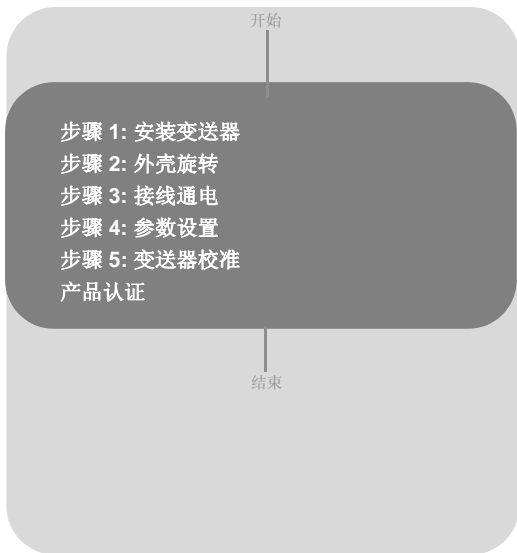 开始
步骤 1: 安装变送器
步骤 2: 外壳旋转
步骤 3: 接线通电
步骤 4: 参数设置
步骤 5: 变送器校准
产品认证
结束